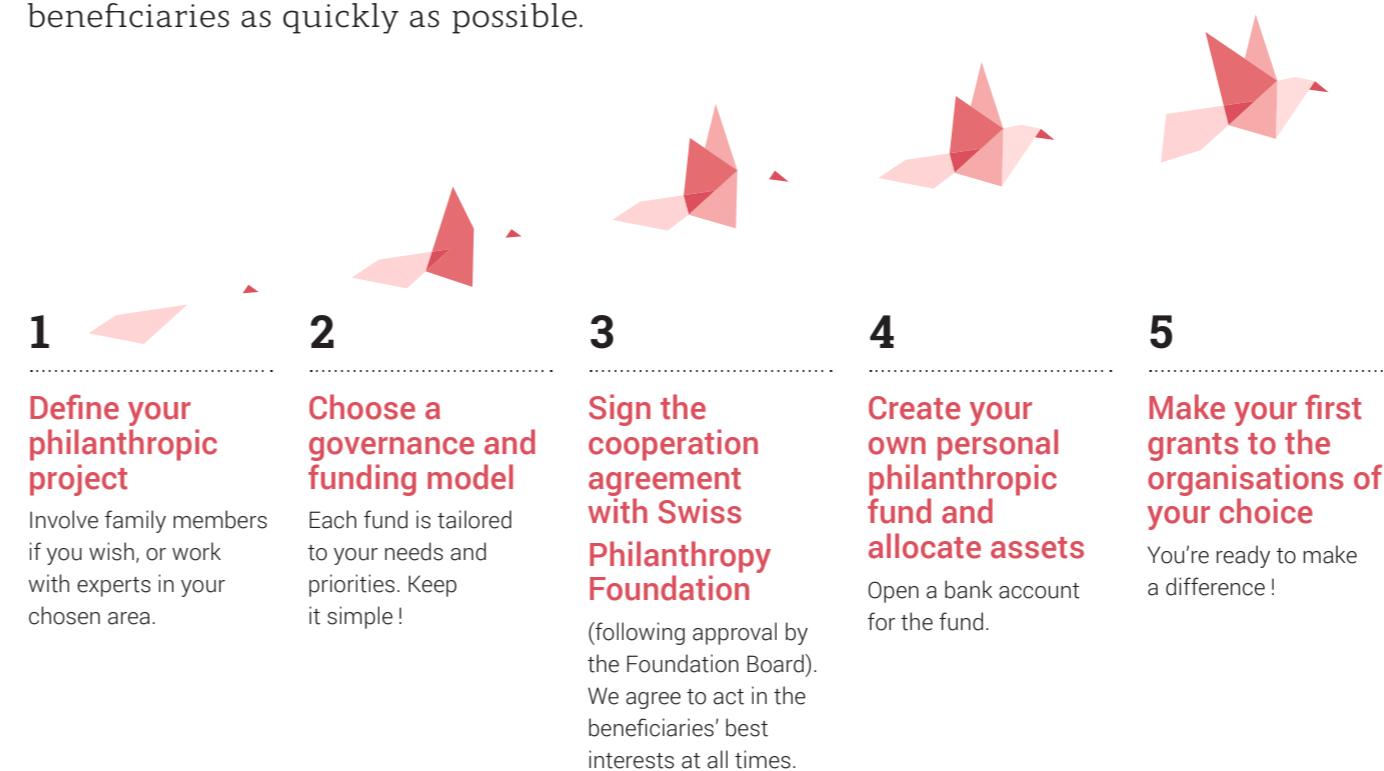 beneficiaries as quickly as possible.
1
Define your
philanthropic
project
Involve family members
if you wish, or work
with experts in your
chosen area.
2
Choose a
governance and
funding model
Each fund is tailored
to your needs and
priorities. Keep
it simple !
3
Sign the
cooperation
agreement
with Swiss
Philanthropy
Foundation
(following approval by
the Foundation Board).
We agree to act in the
beneficiaries’ best
interests at all times.
4
Create your
own personal
philanthropic
fund and
allocate assets
Open a bank account
for the fund.
5
Make your first
grants to the
organisations of
your choice
You’re ready to make
a difference !